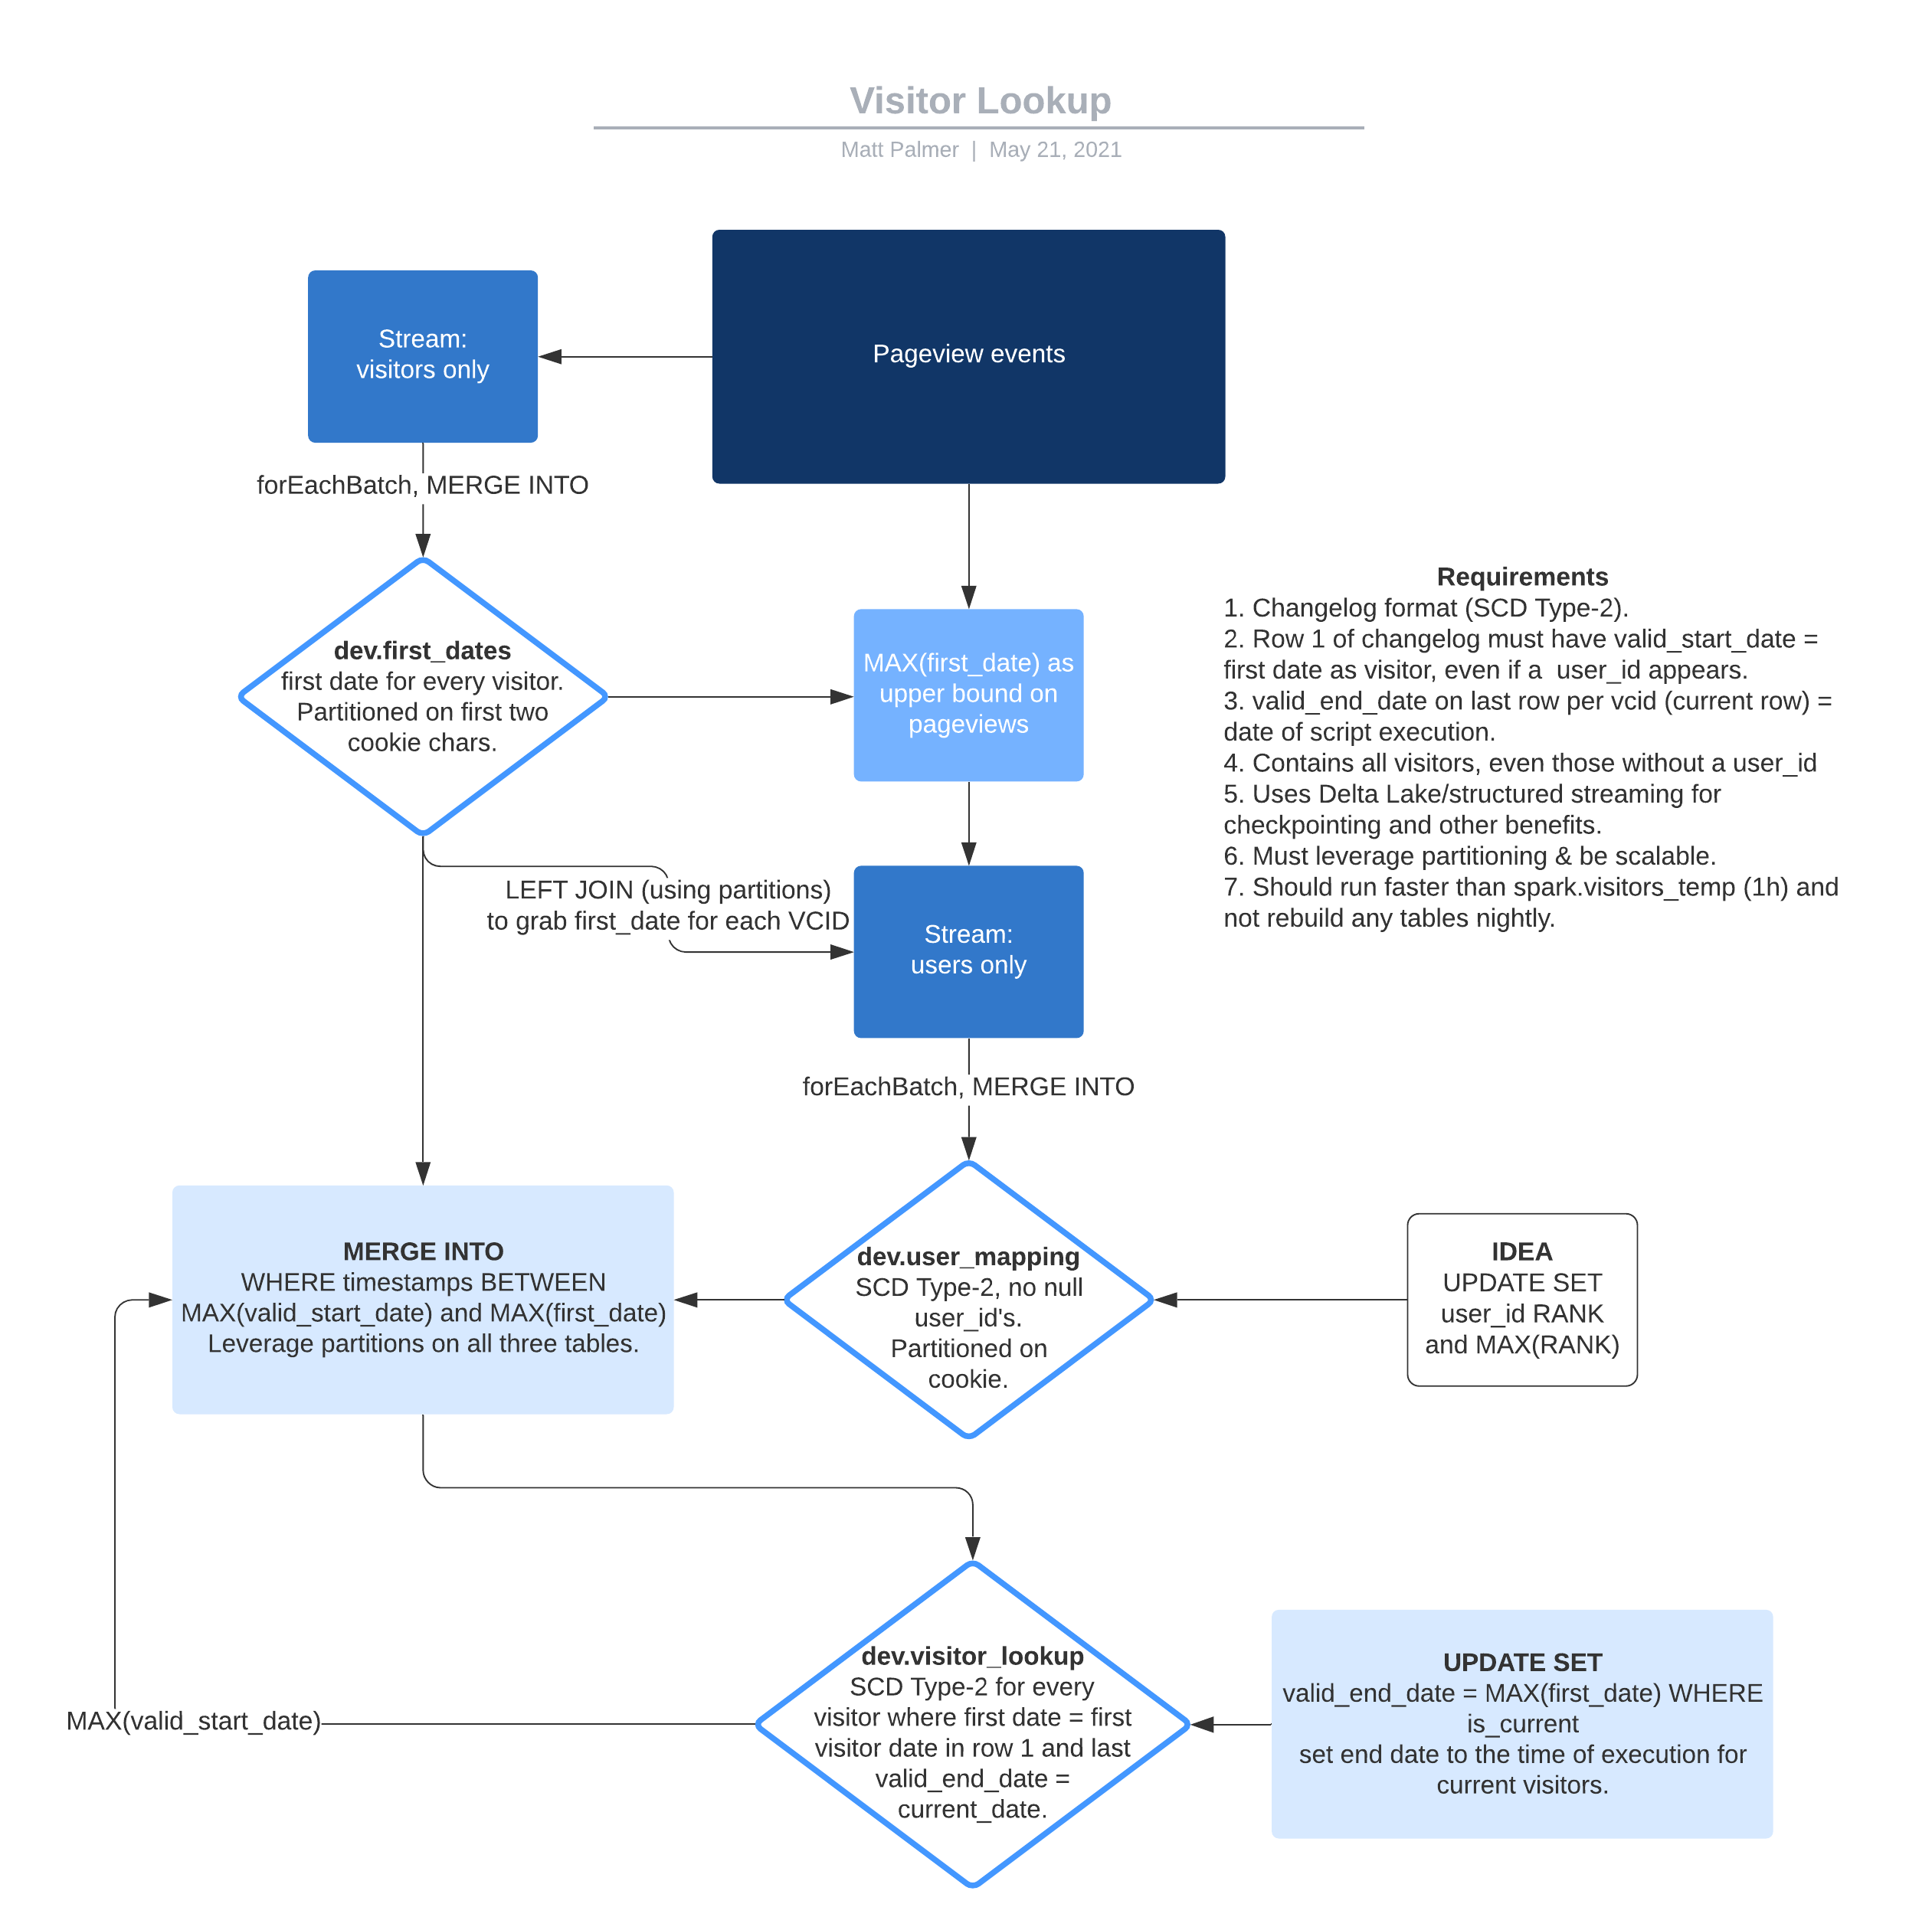 Visitor Lookup
Matt Palmer | May 21, 2021
Pageview events
Stream:
visitors only
forEachBatch, MERGE INTO
dev.first_dates
first date for every visitor.
Partitioned on first two
cookie chars.
MAX(first_date) as
upper bound on
pageviews
Requirements
1. Changelog format (SCD Type-2).
2. Row 1 of changelog must have valid_start_date =
first date as visitor, even if a  user_id appears.
3. valid_end_date on last row per vcid (current row) =
date of script execution.
4. Contains all visitors, even those without a user_id
5. Uses Delta Lake/structured streaming for
checkpointing and other benefits.
6. Must leverage partitioning & be scalable.
7. Should run faster than spark.visitors_temp (1h) and
not rebuild any tables nightly.
LEFT JOIN (using partitions)
to grab first_date for each VCID
Stream:
users only
forEachBatch, MERGE INTO
MERGE INTO
WHERE timestamps BETWEEN
MAX(valid_start_date) and MAX(first_date)
Leverage partitions on all three tables.
dev.user_mapping
SCD Type-2, no null
user_id's.
Partitioned on
cookie.
IDEA
UPDATE SET
user_id RANK
and MAX(RANK)
MAX(valid_start_date)
dev.visitor_lookup
SCD Type-2 for every
visitor where first date = first
visitor date in row 1 and last
valid_end_date =
current_date.
UPDATE SET
valid_end_date = MAX(first_date) WHERE
is_current
set end date to the time of execution for
current visitors.